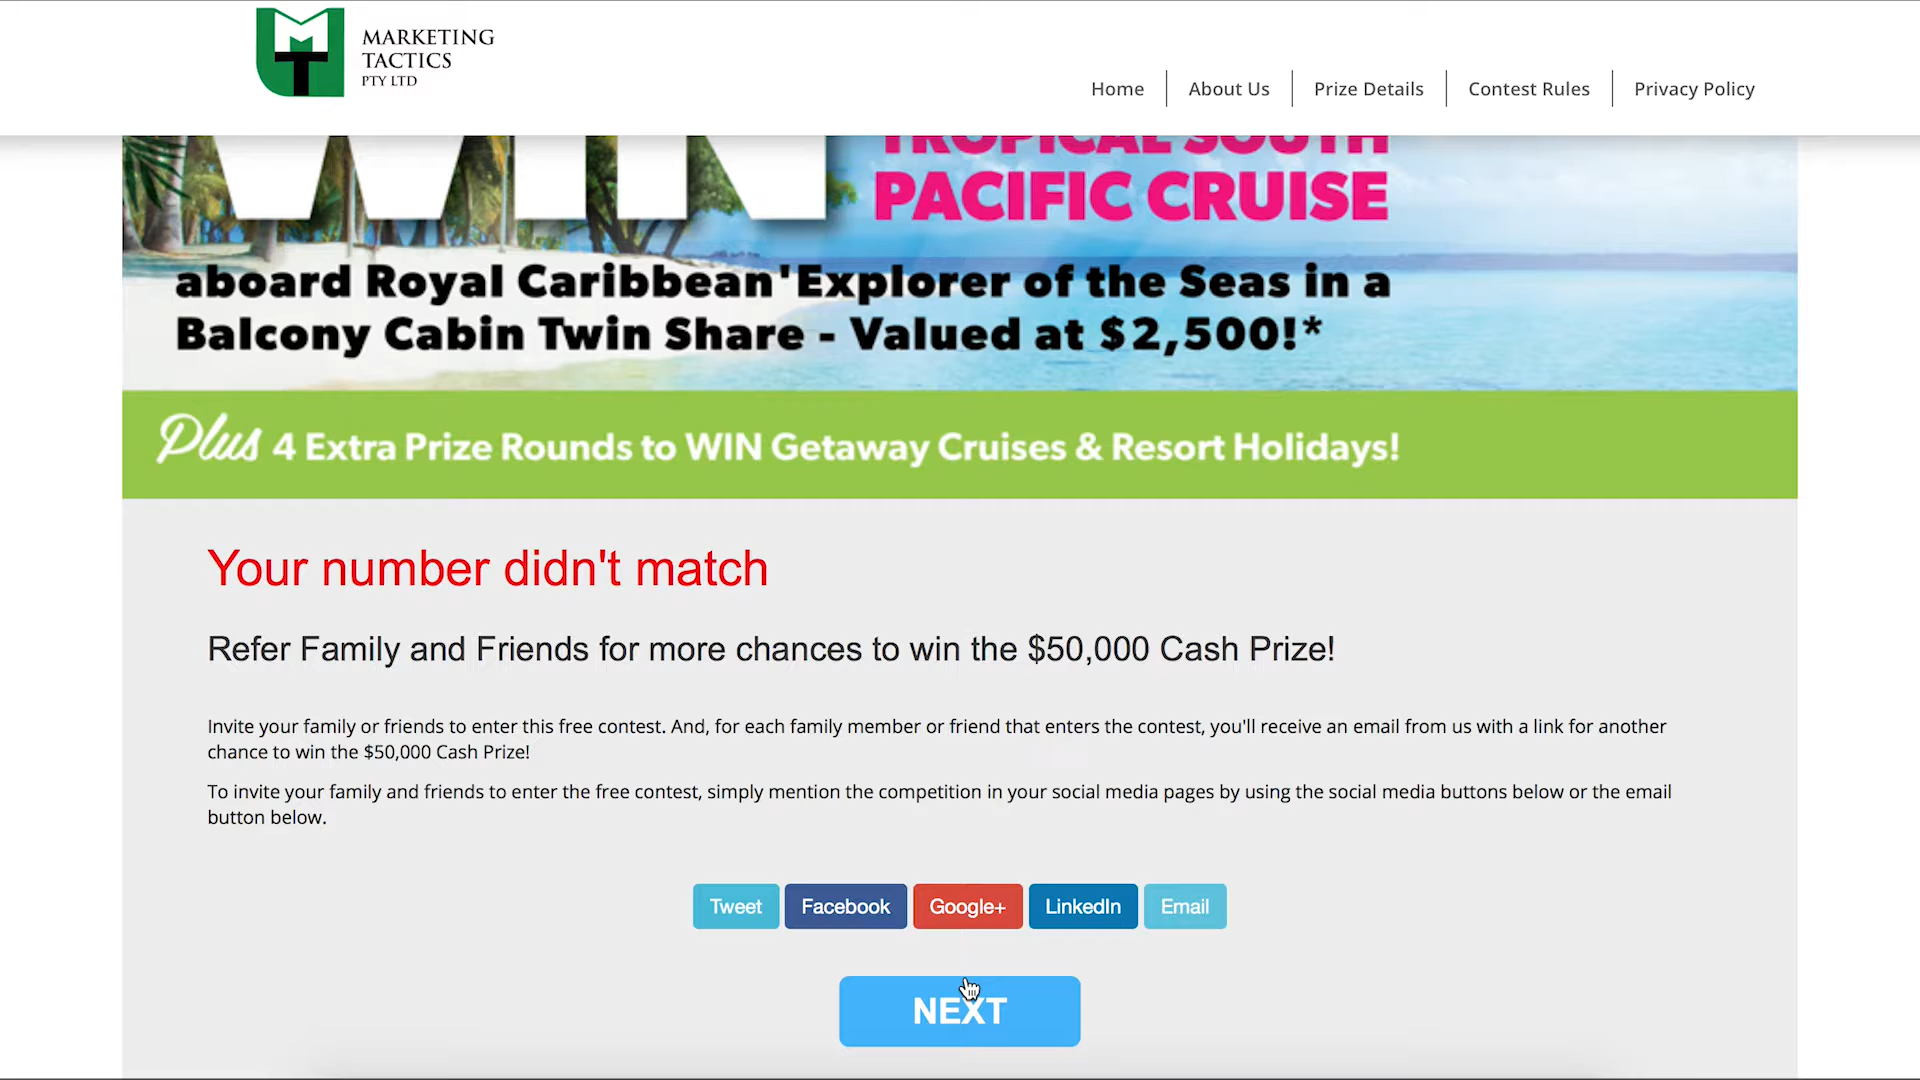 MARKETING
TACTICS
PTY LTD
Home
About Us
Prize Details
Contest Rules
Privacy Policy
WIN
TROPICAL SOUTH
PACIFIC CRUISE
aboard Royal Caribbean'Explorer of the Seas in a
Balcony Cabin Twin Share - Valued at $2,500!*
Plus 4 Extra Prize Rounds to WIN Getaway Cruises & Resort Holidays!
Your number didn't match
Refer Family and Friends for more chances to win the $50,000 Cash Prize!
Invite your family or friends to enter this free contest. And, for each family member or friend that enters the contest, you'll receive an email from us with a link for another
chance to win the $50,000 Cash Prize!
To invite your family and friends to enter the free contest, simply mention the competition in your social media pages by using the social media buttons below or the email
button below.
Tweet
Facebook
Google+
LinkedIn
Email
NEXT